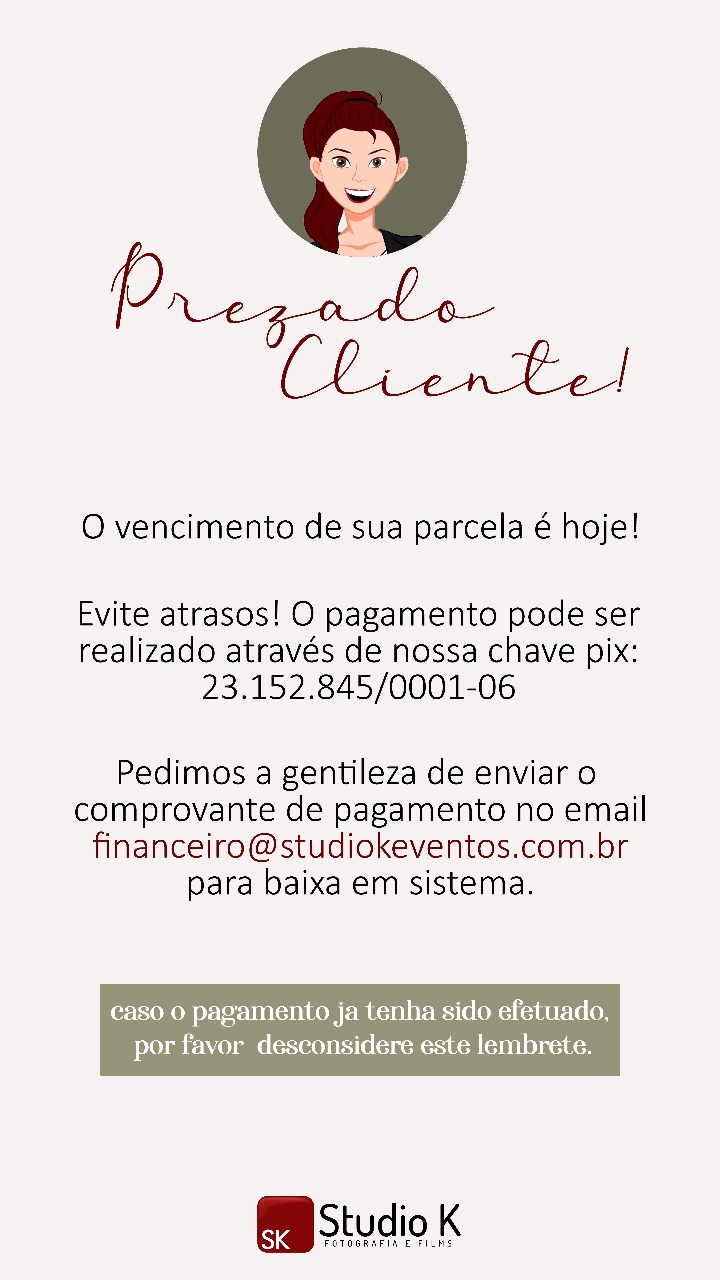 Prezado
Cliente!
O vencimento de sua parcela é hoje!
Evite atrasos! O pagamento pode ser
realizado através de nossa chave pix:
23.152.845/0001-06
Pedimos a gentileza de enviar o
comprovante de pagamento no email
financeiro@studiokeventos.com.br
para baixa em sistema.
caso o pagamento ja tenha sido efetuado,
por favor desconsidere este lembrete.
SK Studio K
FOTOGRAFIA E FILMS